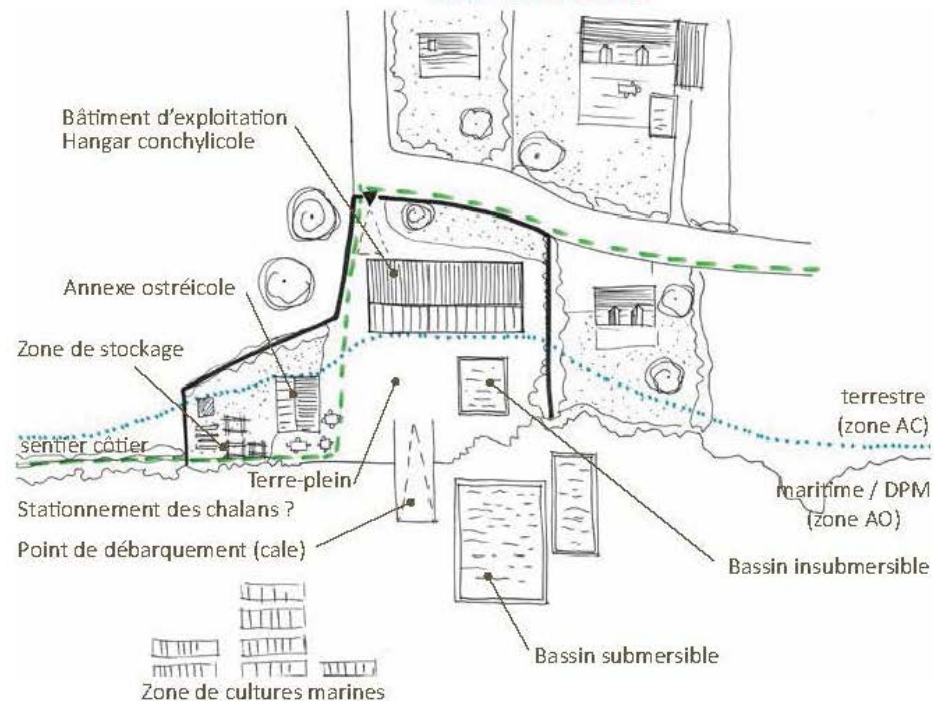 Bâtiment d'exploitation
Hangar conchylicole
Annexe ostréicole
Zone de stockage
terrestre
(zone AC)
sentier côtier
Terre-plein
maritime / DPM
(zone AO)
Stationnement des chalans ?
Point de débarquement (cale)
Bassin insubmersible
Bassin submersible
Zone de cultures marines